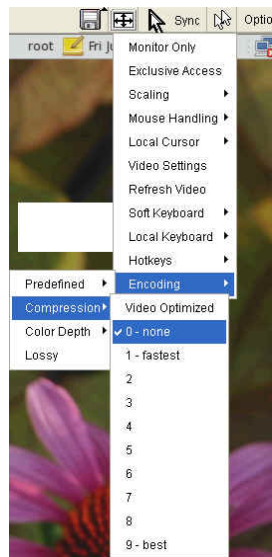 Sync Optio
root Fri Ju
Monitor Only
Exclusive Access
Scaling
Mouse Handling
Local Cursor
Video Settings
Refresh Video
Soft Keyboard
Local Keyboard
Hotkeys
Encoding
Predefined
Compression
Color Depth
Lossy
Video Optimized
0 - none
1 - fastest
2
3
4
5
6
7
8
9 - best